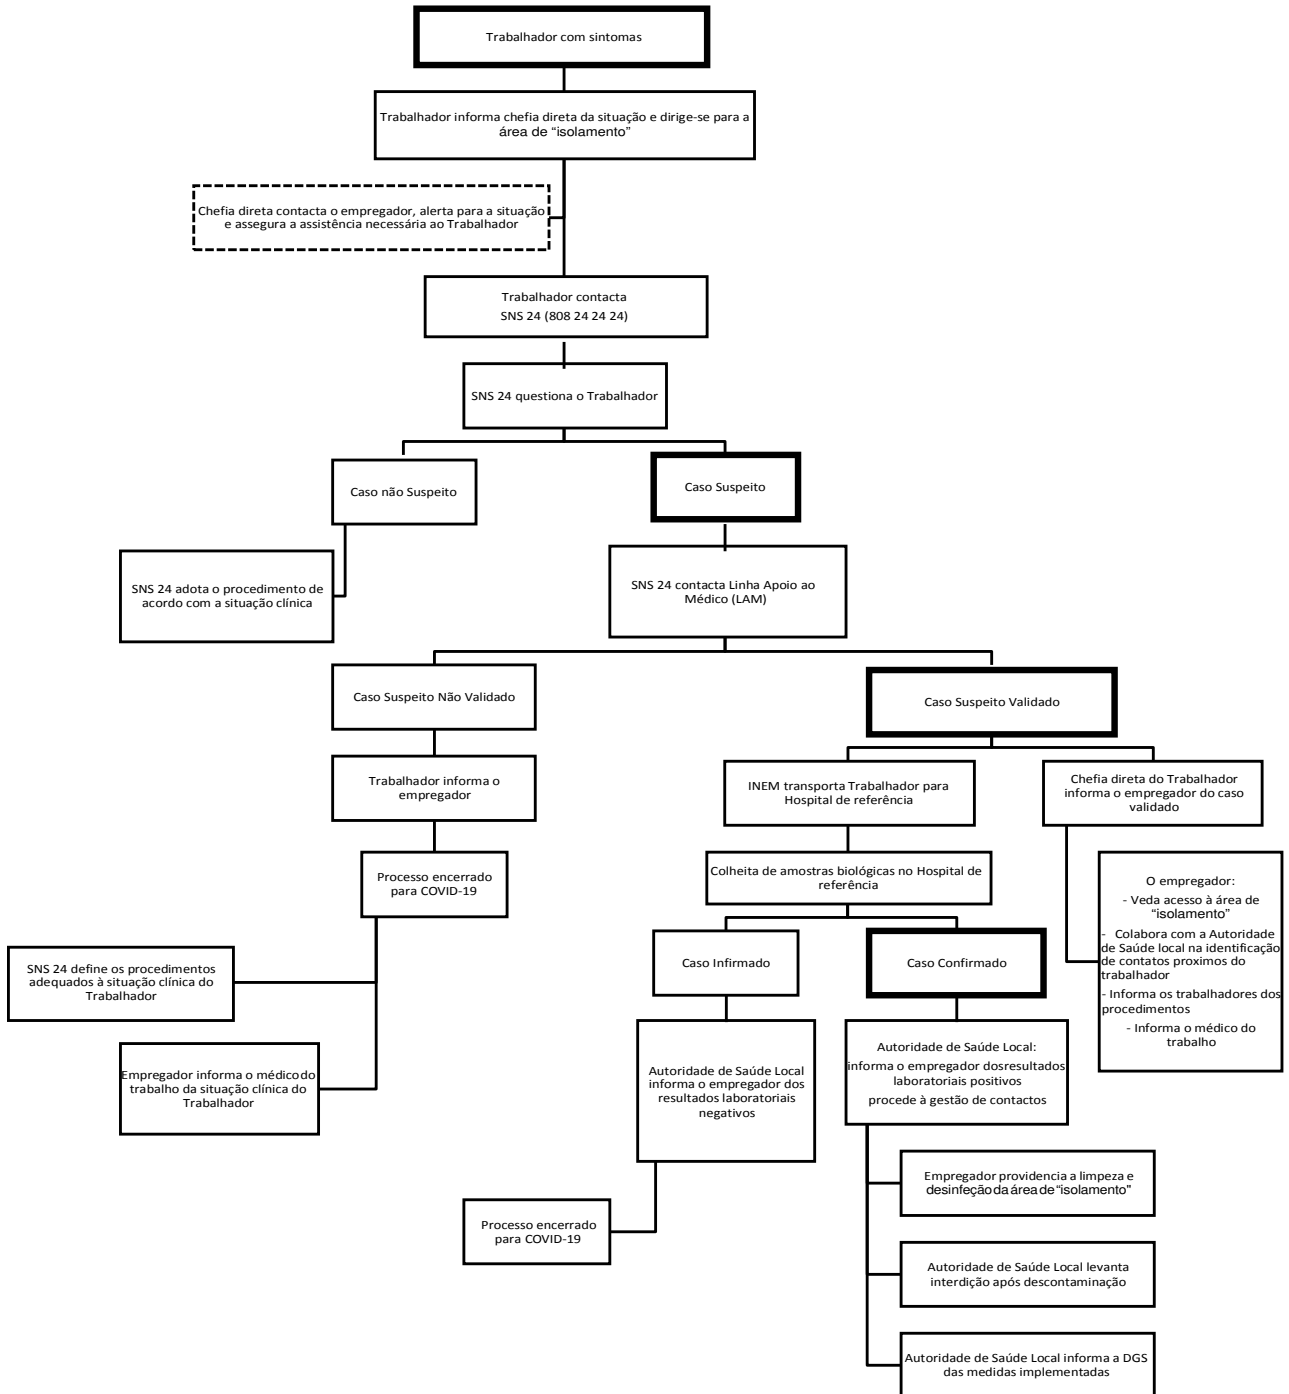 Trabalhador com sintomas
Trabalhador informa chefia direta da situação e dirige-se para a
área de “isolamento”
Chefia direta contacta o empregador, alerta para a situação
e assegura a assistência necessária ao Trabalhador
Trabalhador contacta
SNS 24 (808 24 24 24)
SNS 24 questiona o Trabalhador
Caso não Suspeito
Caso Suspeito
SNS 24 adota o procedimento de
acordo com a situação clínica
SNS 24 contacta Linha Apoio ao
Médico (LAM)
Caso Suspeito Não Validado
Caso Suspeito Validado
Trabalhador informa o
empregador
INEM transporta Trabalhador para
Hospital de referência
Chefia direta do Trabalhador
informa o empregador do caso
validado
Processo encerrado
para COVID-19
Colheita de amostras biológicas no Hospital de
referência
O empregador:
- Veda acesso à área de
“isolamento”
- Colabora com a Autoridade
de Saúde local na identificação
de contatos proximos do
trabalhador
- Informa os trabalhadores dos
procedimentos
- Informa o médico do
trabalho
SNS 24 define os procedimentos
adequados à situação clínica do
Trabalhador
Caso Infirmado
Caso Confirmado
Empregador informa o médico do
trabalho da situação clínica do
Trabalhador
Autoridade de Saúde Local
informa o empregador dos
resultados laboratoriais
negativos
Autoridade de Saúde Local:
informa o empregador dosresultados
laboratoriais positivos
procede à gestão de contactos
Processo encerrado
para COVID-19
Empregador providencia a limpeza e
desinfeção da área de “isolamento”
Autoridade de Saúde Local levanta
interdição após descontaminação
Autoridade de Saúde Local informa a DGS
das medidas implementadas